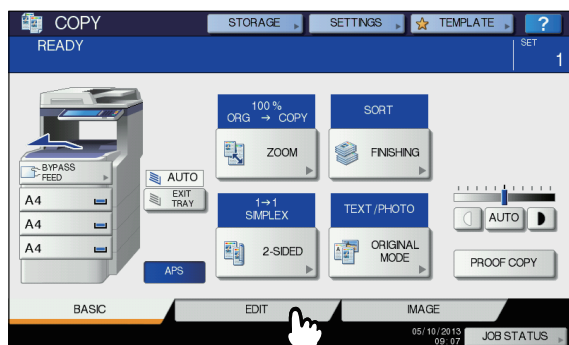 COPY
STORAGE
SETTINGS
TEMPLATE
?
READY
SET
1
100 %
ORG → COPY
SORT
ZOOM
FINISHING
BYPASS
FEED
AUTO
EXIT
TRAY
A4
A4
A4
1→1
SIMPLEX
TEXT/PHOTO
2-SIDED
ORIGINAL
MODE
AUTO
APS
PROOF COPY
BASIC
EDIT
IMAGE
05/10/2013
09:07
JOB STATUS